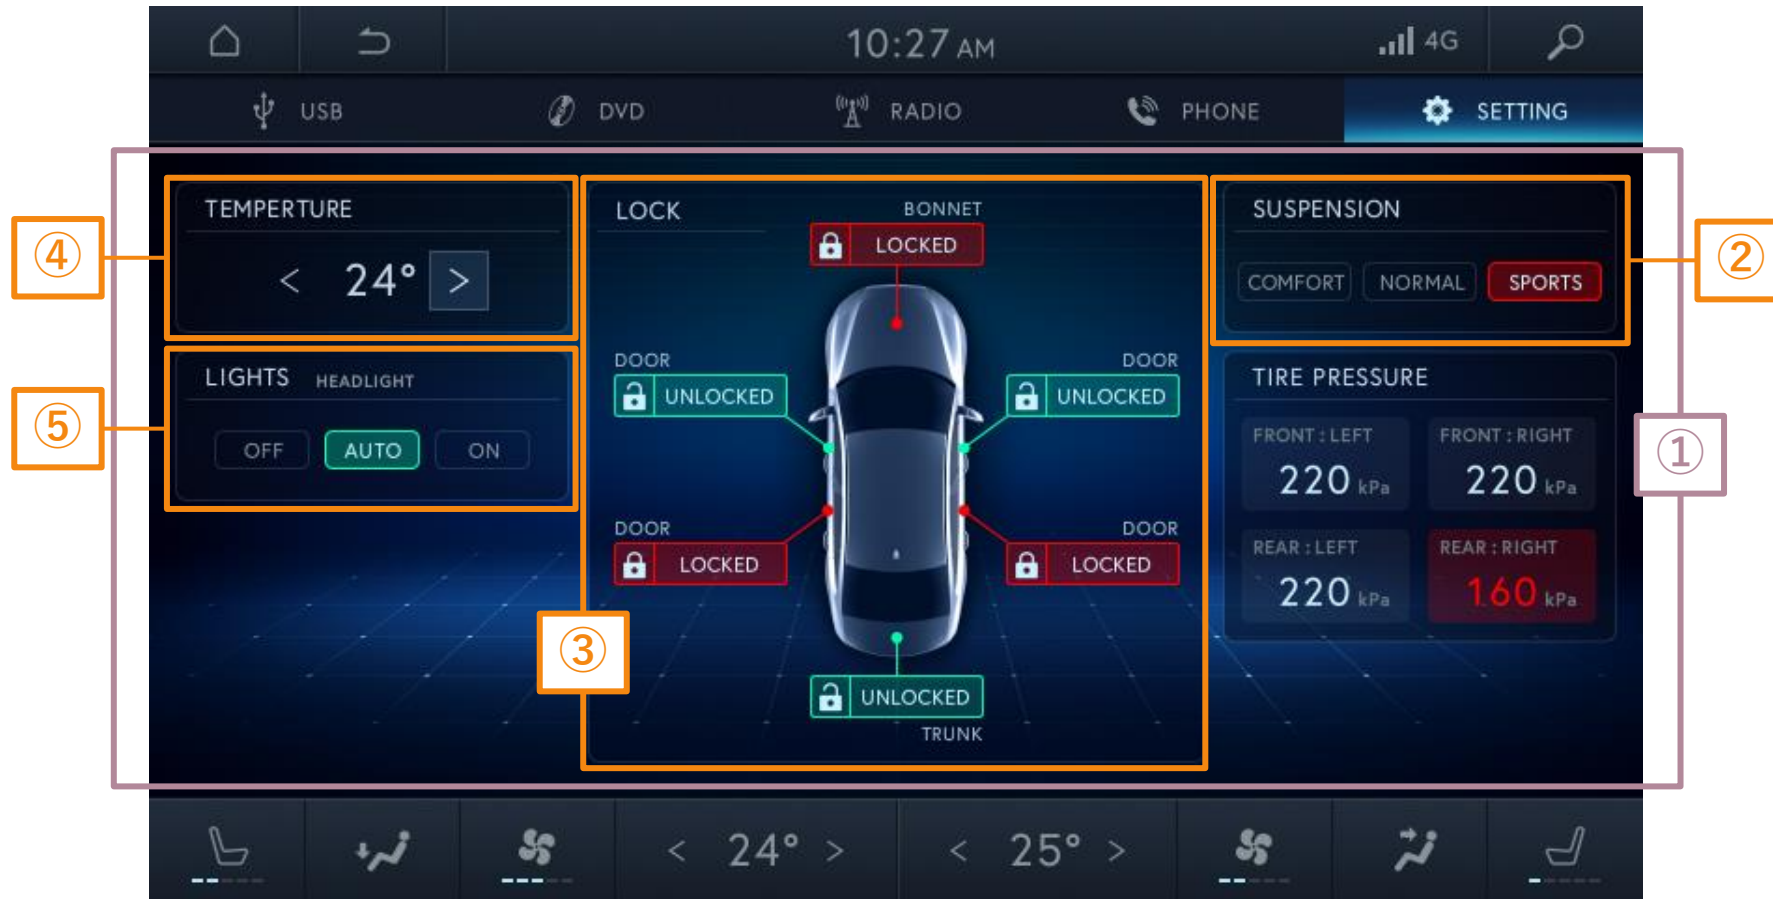 10:27 AM
4G
USB
DVD
RADIO
PHONE
SETTING
TEMPERTURE
< 24° >
④
LIGHTS HEADLIGHT
OFF AUTO ON
⑤
LOCK
BONNET
LOCKED
DOOR
UNLOCKED
DOOR
UNLOCKED
DOOR
LOCKED
DOOR
LOCKED
③
UNLOCKED
TRUNK
SUSPENSION
COMFORT NORMAL SPORTS
②
TIRE PRESSURE
FRONT : LEFT
220 kPa
FRONT : RIGHT
220 kPa
①
REAR : LEFT
220 kPa
REAR : RIGHT
160 kPa
< 24° >
< 25° >